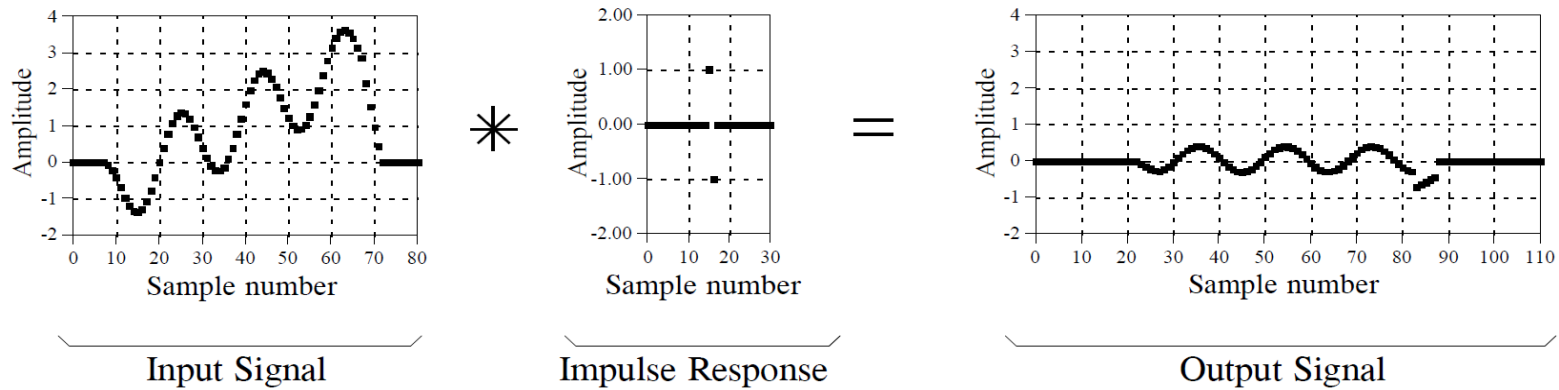 Amplitude
4
3
2
1
0
-1
-2
0 10 20 30 40 50 60 70 80
Sample number
Input Signal
Amplitude
2.00
1.00
0.00
-1.00
-2.00
0 10 20 30
Sample number
Impulse Response
Amplitude
4
3
2
1
0
-1
-2
0 10 20 30 40 50 60 70 80 90 100 110
Sample number
Output Signal